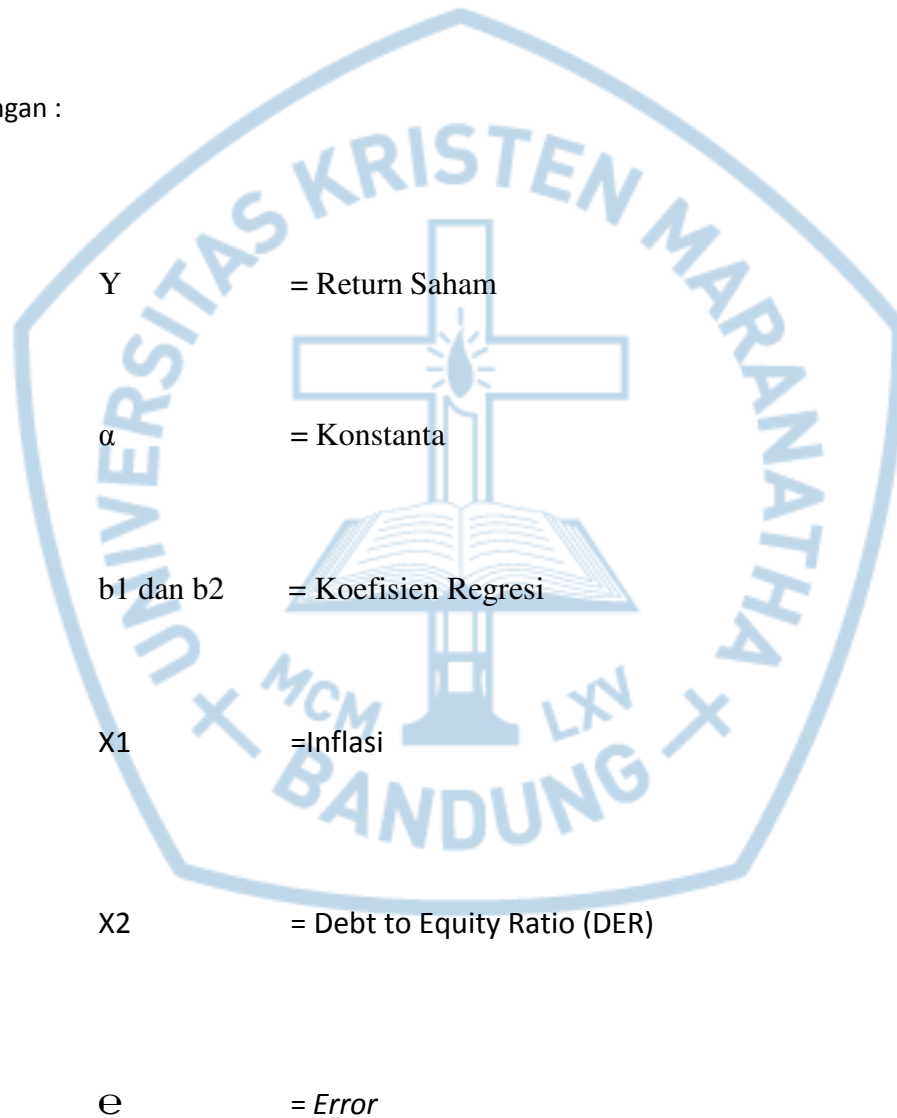 ngan :
UNIVERSITAS KRISTEN MARANATHA
Y = Return Saham
α = Konstanta
b1 dan b2 = Koefisien Regresi
MCM LXV
X1 =Inflasi
BANDUNG
X2 = Debt to Equity Ratio (DER)
e = Error